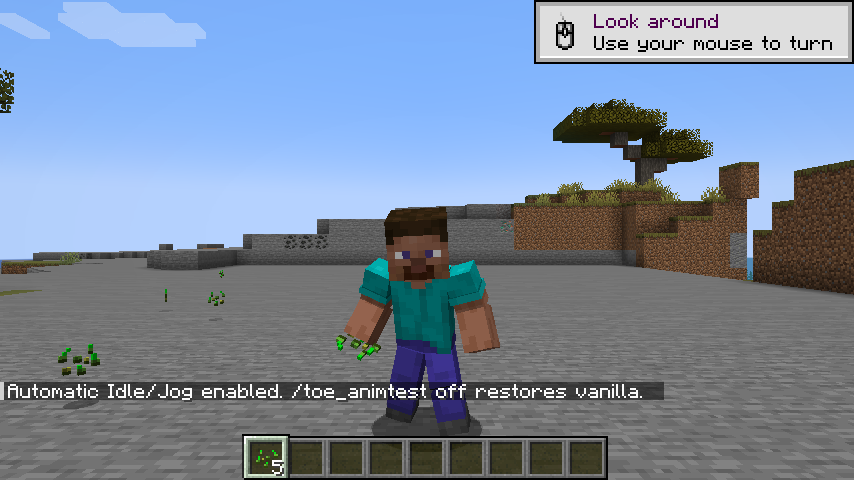 Look around
Use your mouse to turn
Automatic Idle/Jog enabled. /toe_animtest off restores vanilla.
5